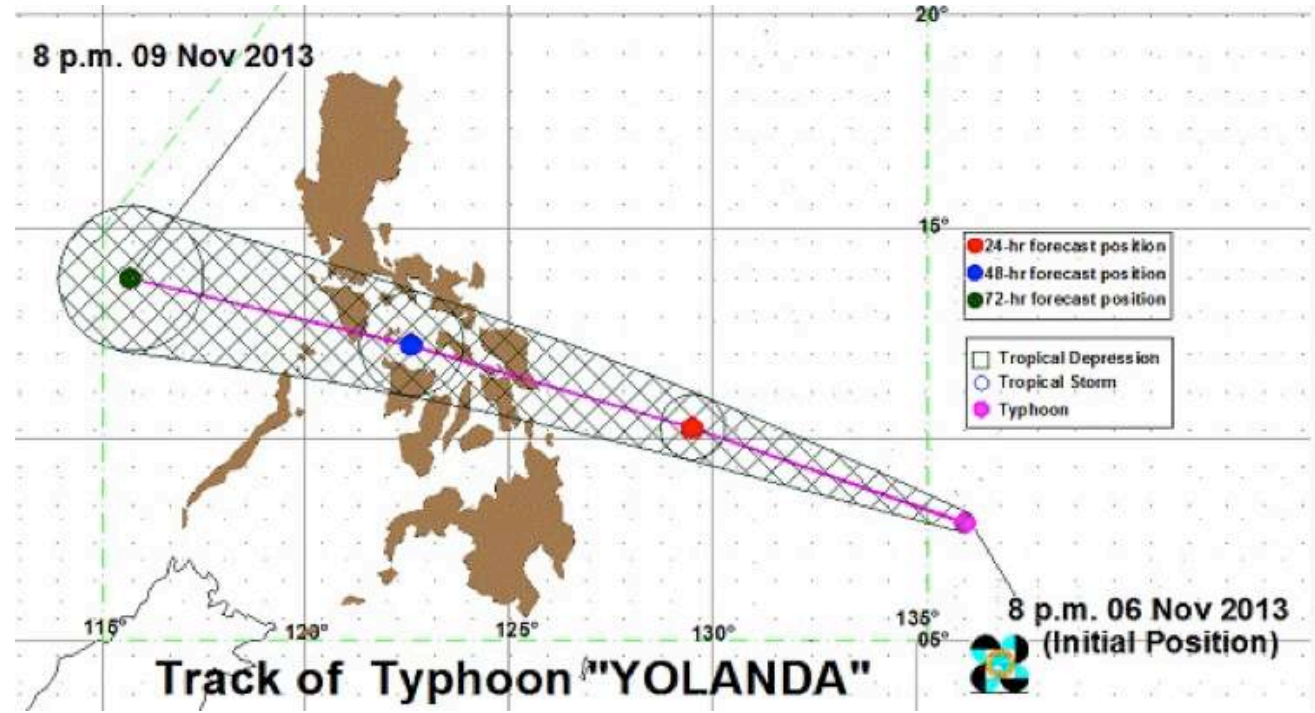 20°
8 p.m. 09 Nov 2013
15°
24-hr forecast position
48-hr forecast position
72-hr forecast position
Tropical Depression
Tropical Storm
Typhoon
115°
120°
125°
130°
135°
05°
8 p.m. 06 Nov 2013
(Initial Position)
Track of Typhoon "YOLANDA"